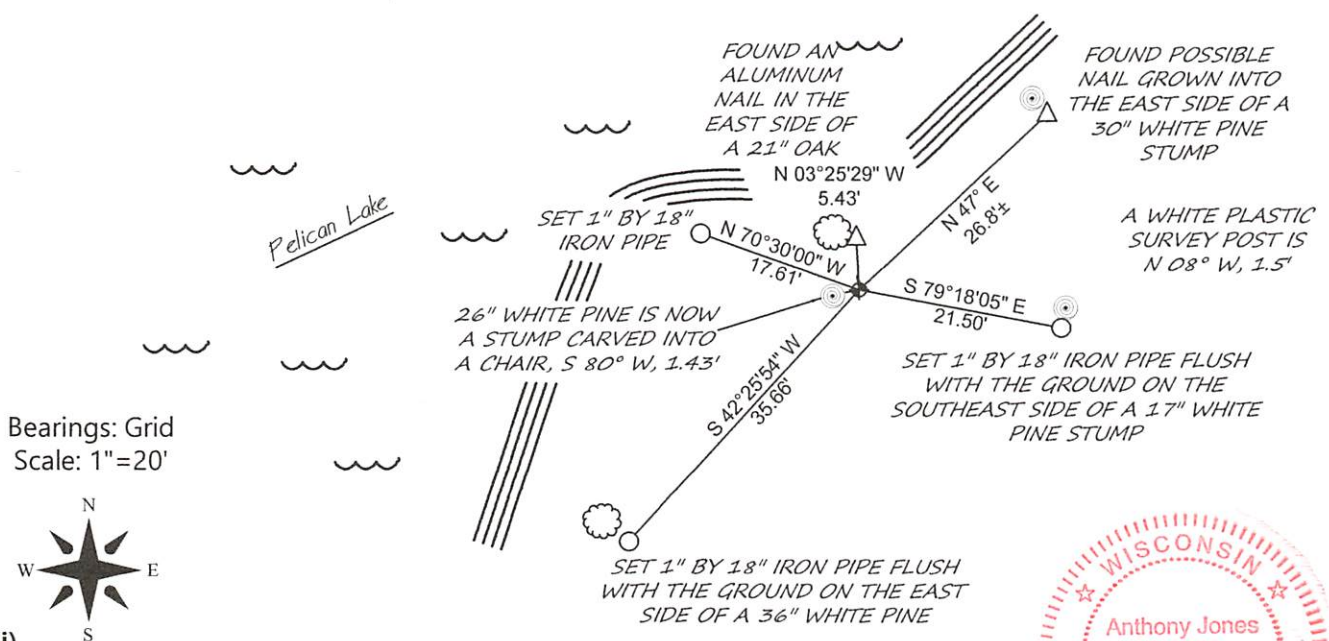 FOUND AN
ALUMINUM
NAIL IN THE
EAST SIDE OF
A 21" OAK
N 03°25'29" W
5.43'
FOUND POSSIBLE
NAIL GROWN INTO
THE EAST SIDE OF A
30" WHITE PINE
STUMP
N 47° E
26.8'±
Pelican Lake
SET 1" BY 18"
IRON PIPE
N 70°30'00" W
17.61'
A WHITE PLASTIC
SURVEY POST IS
N 08° W, 1.5'
S 79°18'05" E
21.50'
26" WHITE PINE IS NOW
A STUMP CARVED INTO
A CHAIR, S 80° W, 1.43'
S 42°25'54" W
35.66'
SET 1" BY 18" IRON PIPE FLUSH
WITH THE GROUND ON THE
SOUTHEAST SIDE OF A 17" WHITE
PINE STUMP
Bearings: Grid
Scale: 1"=20'
N
W E
S
SET 1" BY 18" IRON PIPE FLUSH
WITH THE GROUND ON THE EAST
SIDE OF A 36" WHITE PINE
WISCONSIN
Anthony Jones